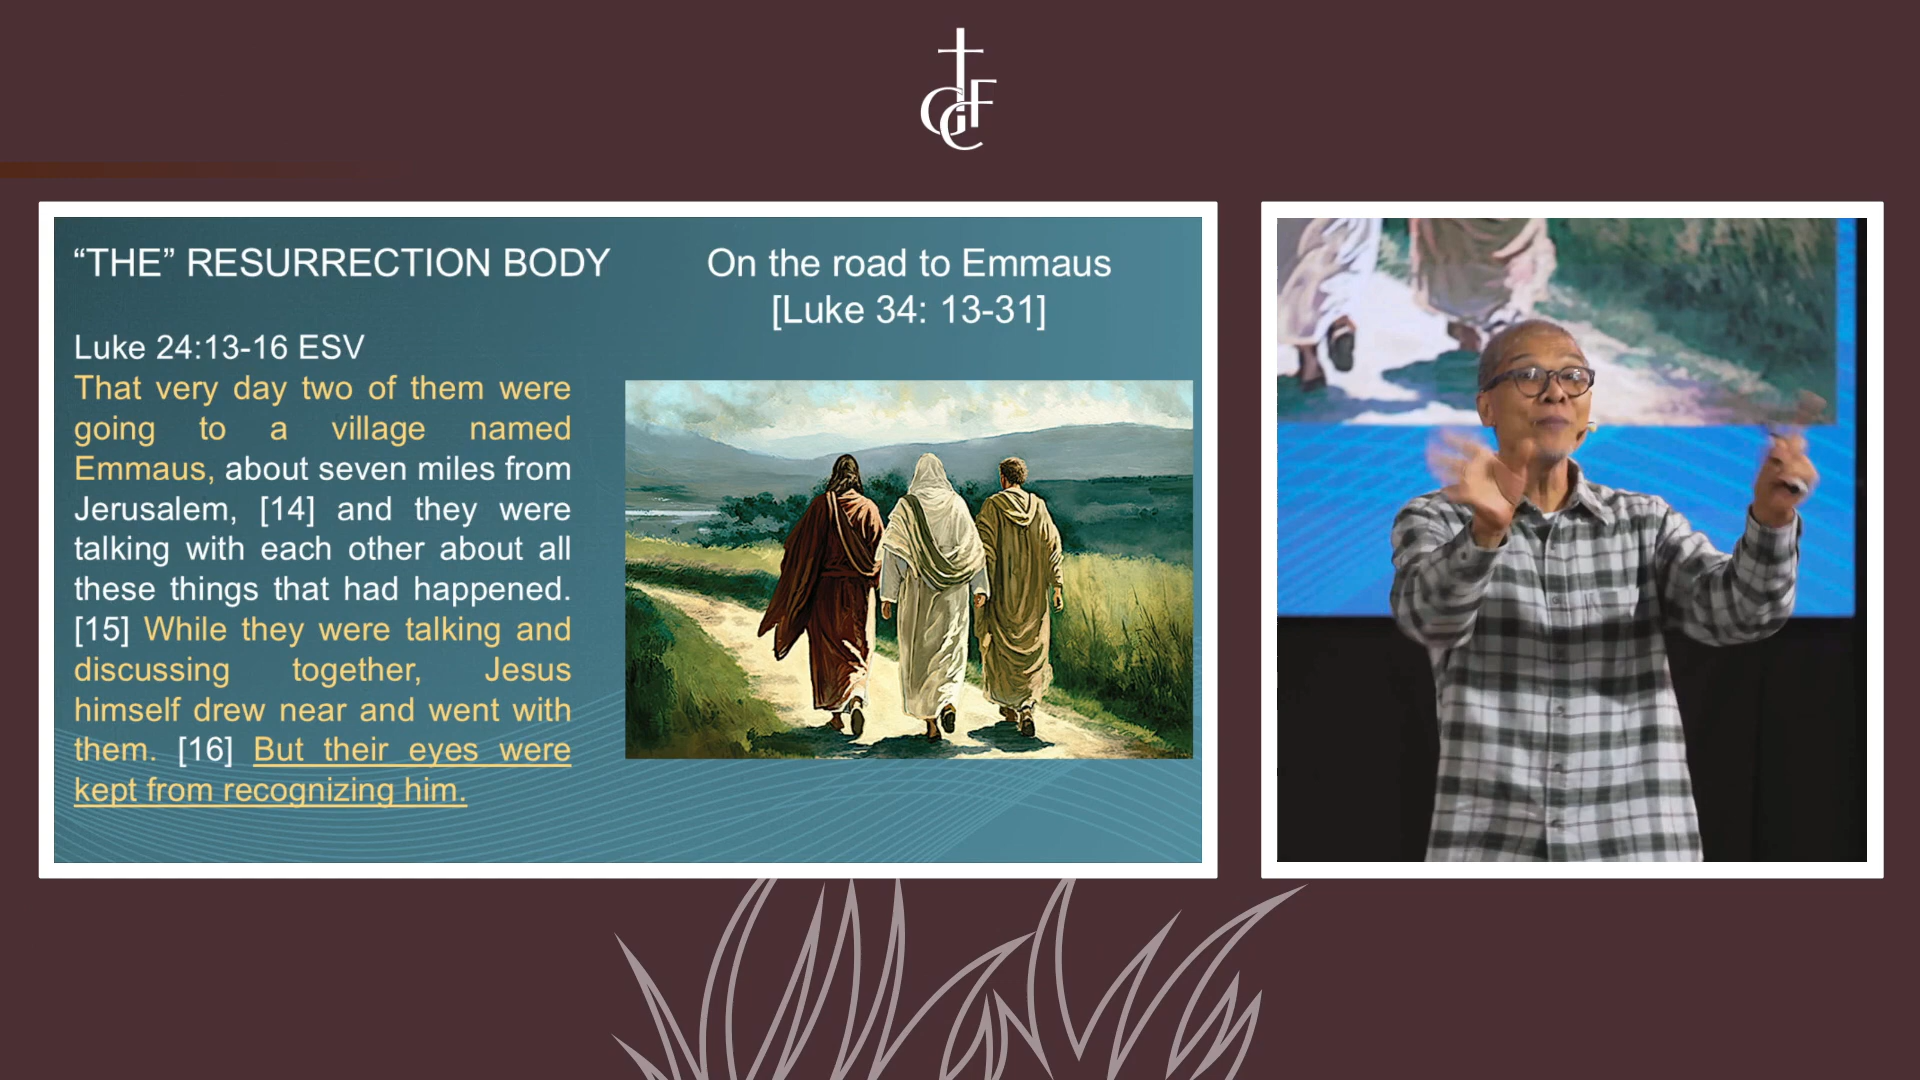 “THE” RESURRECTION BODY
On the road to Emmaus
[Luke 34: 13-31]
Luke 24:13-16 ESV
That very day two of them were
going to a village named
Emmaus, about seven miles from
Jerusalem, [14] and they were
talking with each other about all
these things that had happened.
[15] While they were talking and
discussing together, Jesus
himself drew near and went with
them. [16] But their eyes were
kept from recognizing him.